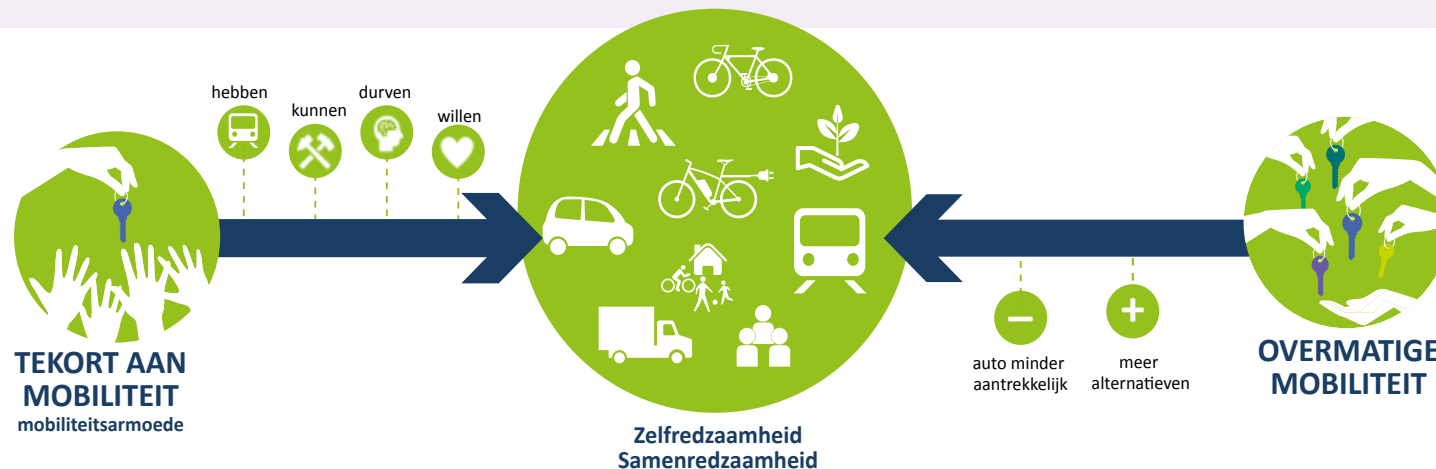 hebben
kunnen
durven
willen
TEKORT AAN
MOBILITEIT
mobiliteitsarmoede
Zelfredzaamheid
Samenredzaamheid
auto minder
aantrekkelijk
meer
alternatieven
OVERMATIGE
MOBILITEIT